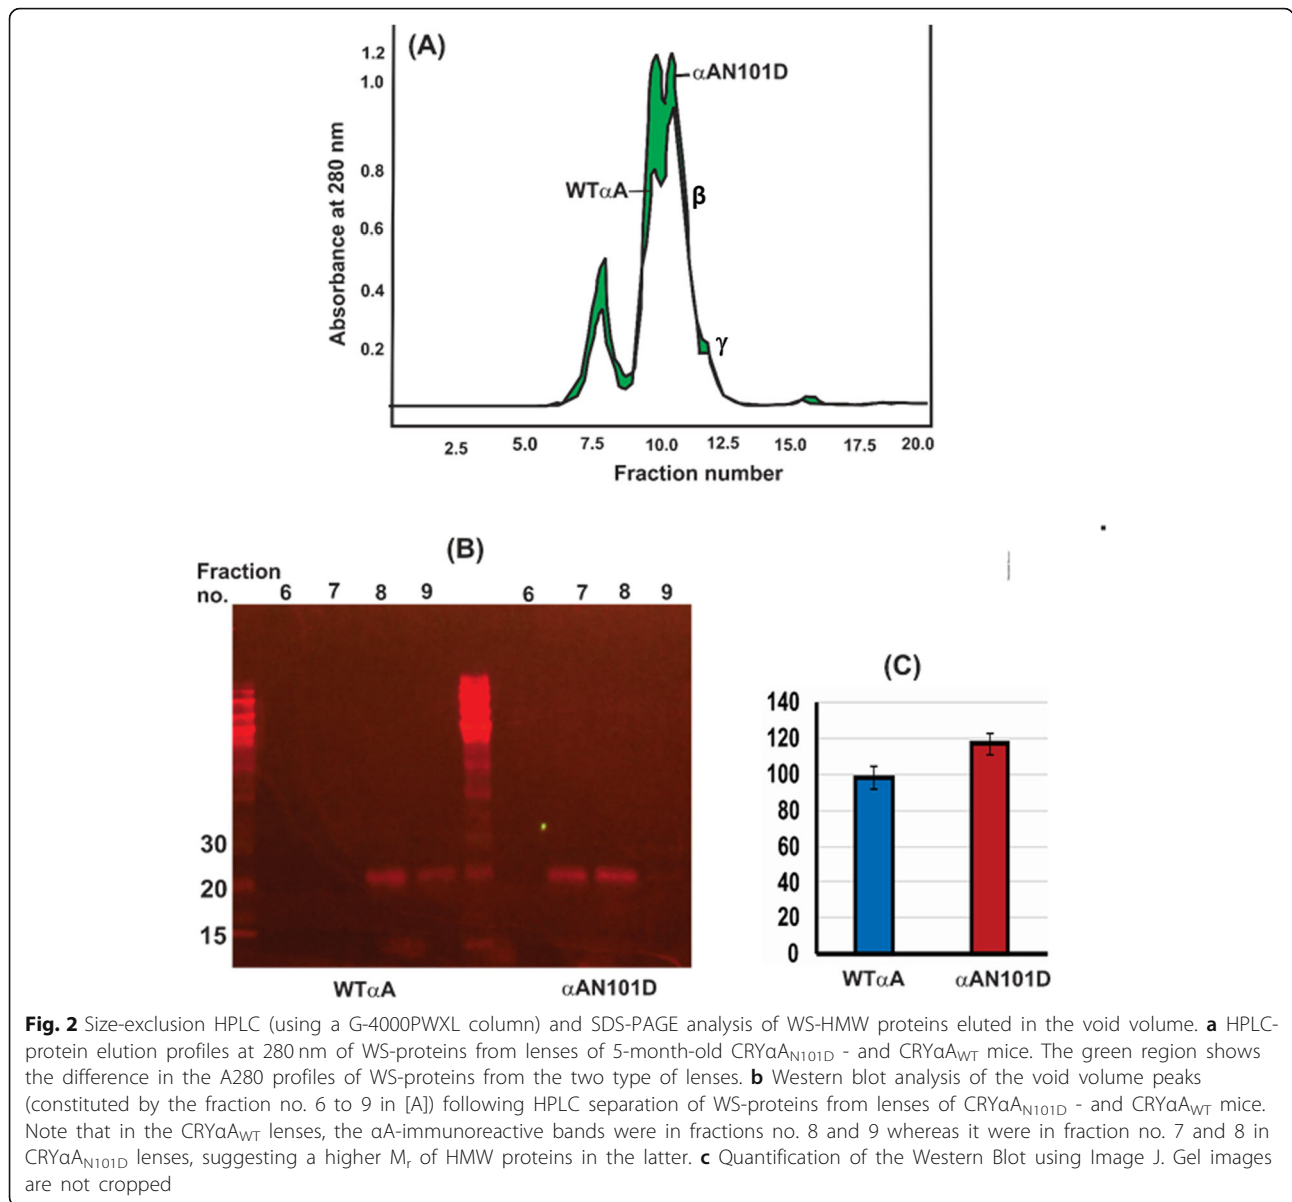 (A)
1.2
1.0
0.8
0.6
0.4
0.2
Absorbance at 280 nm
αAN101D
WTαA
β
γ
2.5 5.0 7.5 10.0 12.5 15.0 17.5 20.0
Fraction number
(B)
Fraction
no. 6 7 8 9 6 7 8 9
30
20
15
WTαA αAN101D
(C)
140
120
100
80
60
40
20
0
WTαA αAN101D
Fig. 2 Size-exclusion HPLC (using a G-4000PWXL column) and SDS-PAGE analysis of WS-HMW proteins eluted in the void volume. a HPLC-
protein elution profiles at 280 nm of WS-proteins from lenses of 5-month-old CRYαAN101D - and CRYαAWT mice. The green region shows
the difference in the A280 profiles of WS-proteins from the two type of lenses. b Western blot analysis of the void volume peaks
(constituted by the fraction no. 6 to 9 in [A]) following HPLC separation of WS-proteins from lenses of CRYαAN101D - and CRYαAWT mice.
Note that in the CRYαAWT lenses, the αA-immunoreactive bands were in fractions no. 8 and 9 whereas it were in fraction no. 7 and 8 in
CRYαAN101D lenses, suggesting a higher Mr of HMW proteins in the latter. c Quantification of the Western Blot using Image J. Gel images
are not cropped